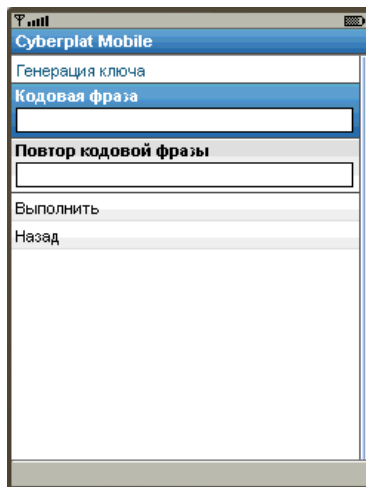 Cyberplat Mobile
Генерация ключа
Кодовая фраза
Повтор кодовой фразы
Выполнить
Назад